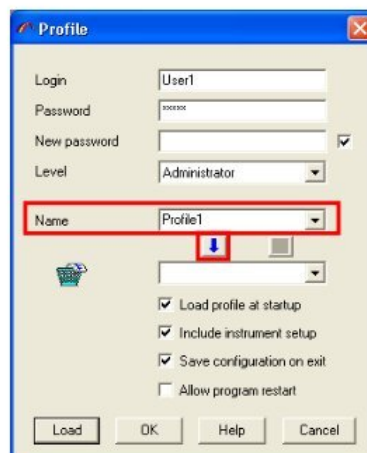 Profile
Login User1
Password *****
New password
Level Administrator
Name Profile1
Load profile at startup
Include instrument setup
Save configuration on exit
Allow program restart
Load OK Help Cancel